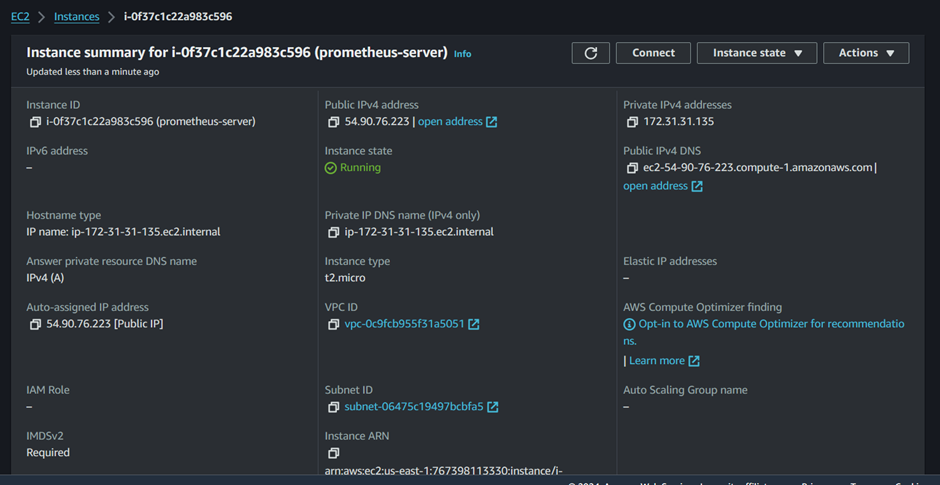 EC2 > Instances > i-0f37c1c22a983c596
Instance summary for i-0f37c1c22a983c596 (prometheus-server) Info
Connect
Instance state
Actions
Updated less than a minute ago
Instance ID
i-0f37c1c22a983c596 (prometheus-server)
Public IPv4 address
54.90.76.223 | open address
Private IPv4 addresses
172.31.31.135
IPv6 address
–
Instance state
Running
Public IPv4 DNS
ec2-54-90-76-223.compute-1.amazonaws.com |
open address
Hostname type
IP name: ip-172-31-31-135.ec2.internal
Private IP DNS name (IPv4 only)
ip-172-31-31-135.ec2.internal
Answer private resource DNS name
IPv4 (A)
Instance type
t2.micro
Elastic IP addresses
–
Auto-assigned IP address
54.90.76.223 [Public IP]
VPC ID
vpc-0c9fcb955f31a5051
AWS Compute Optimizer finding
Opt-in to AWS Compute Optimizer for recommendatio
ns.
| Learn more
IAM Role
–
Subnet ID
subnet-06475c19497bcbfa5
Auto Scaling Group name
–
IMDSv2
Required
Instance ARN
arn:aws:ec2:us-east-1:767398113330:instance/i-